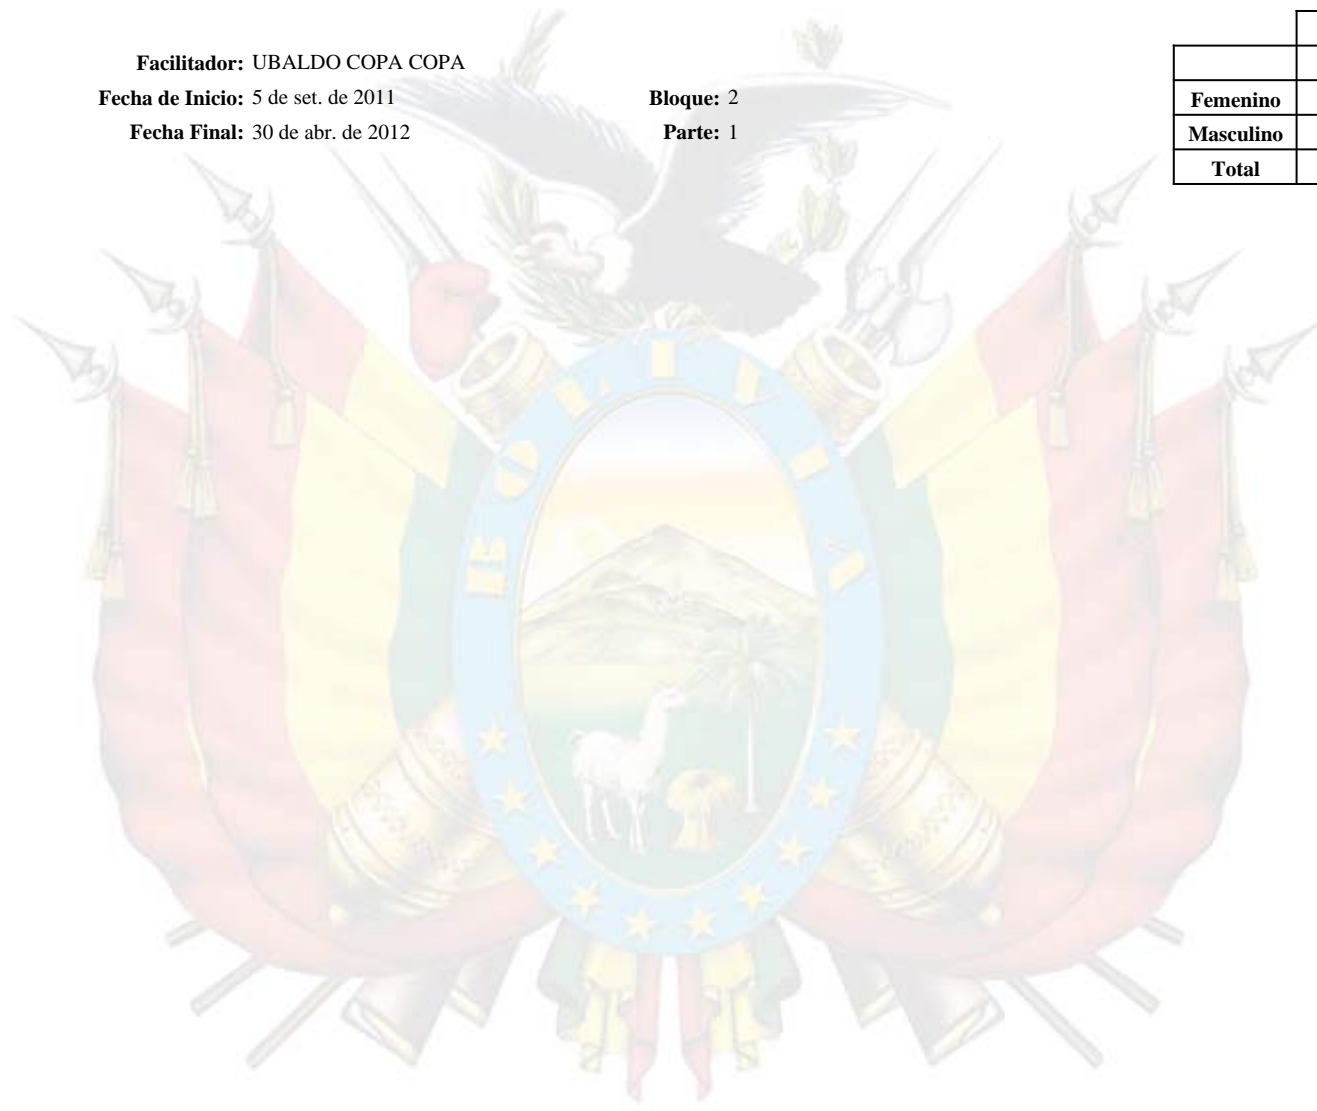 Facilitador: UBALDO COPA COPA
Fecha de Inicio: 5 de set. de 2011 Bloque: 2
Fecha Final: 30 de abr. de 2012 Parte: 1
Femenino
Masculino
Total
BOLIVIA